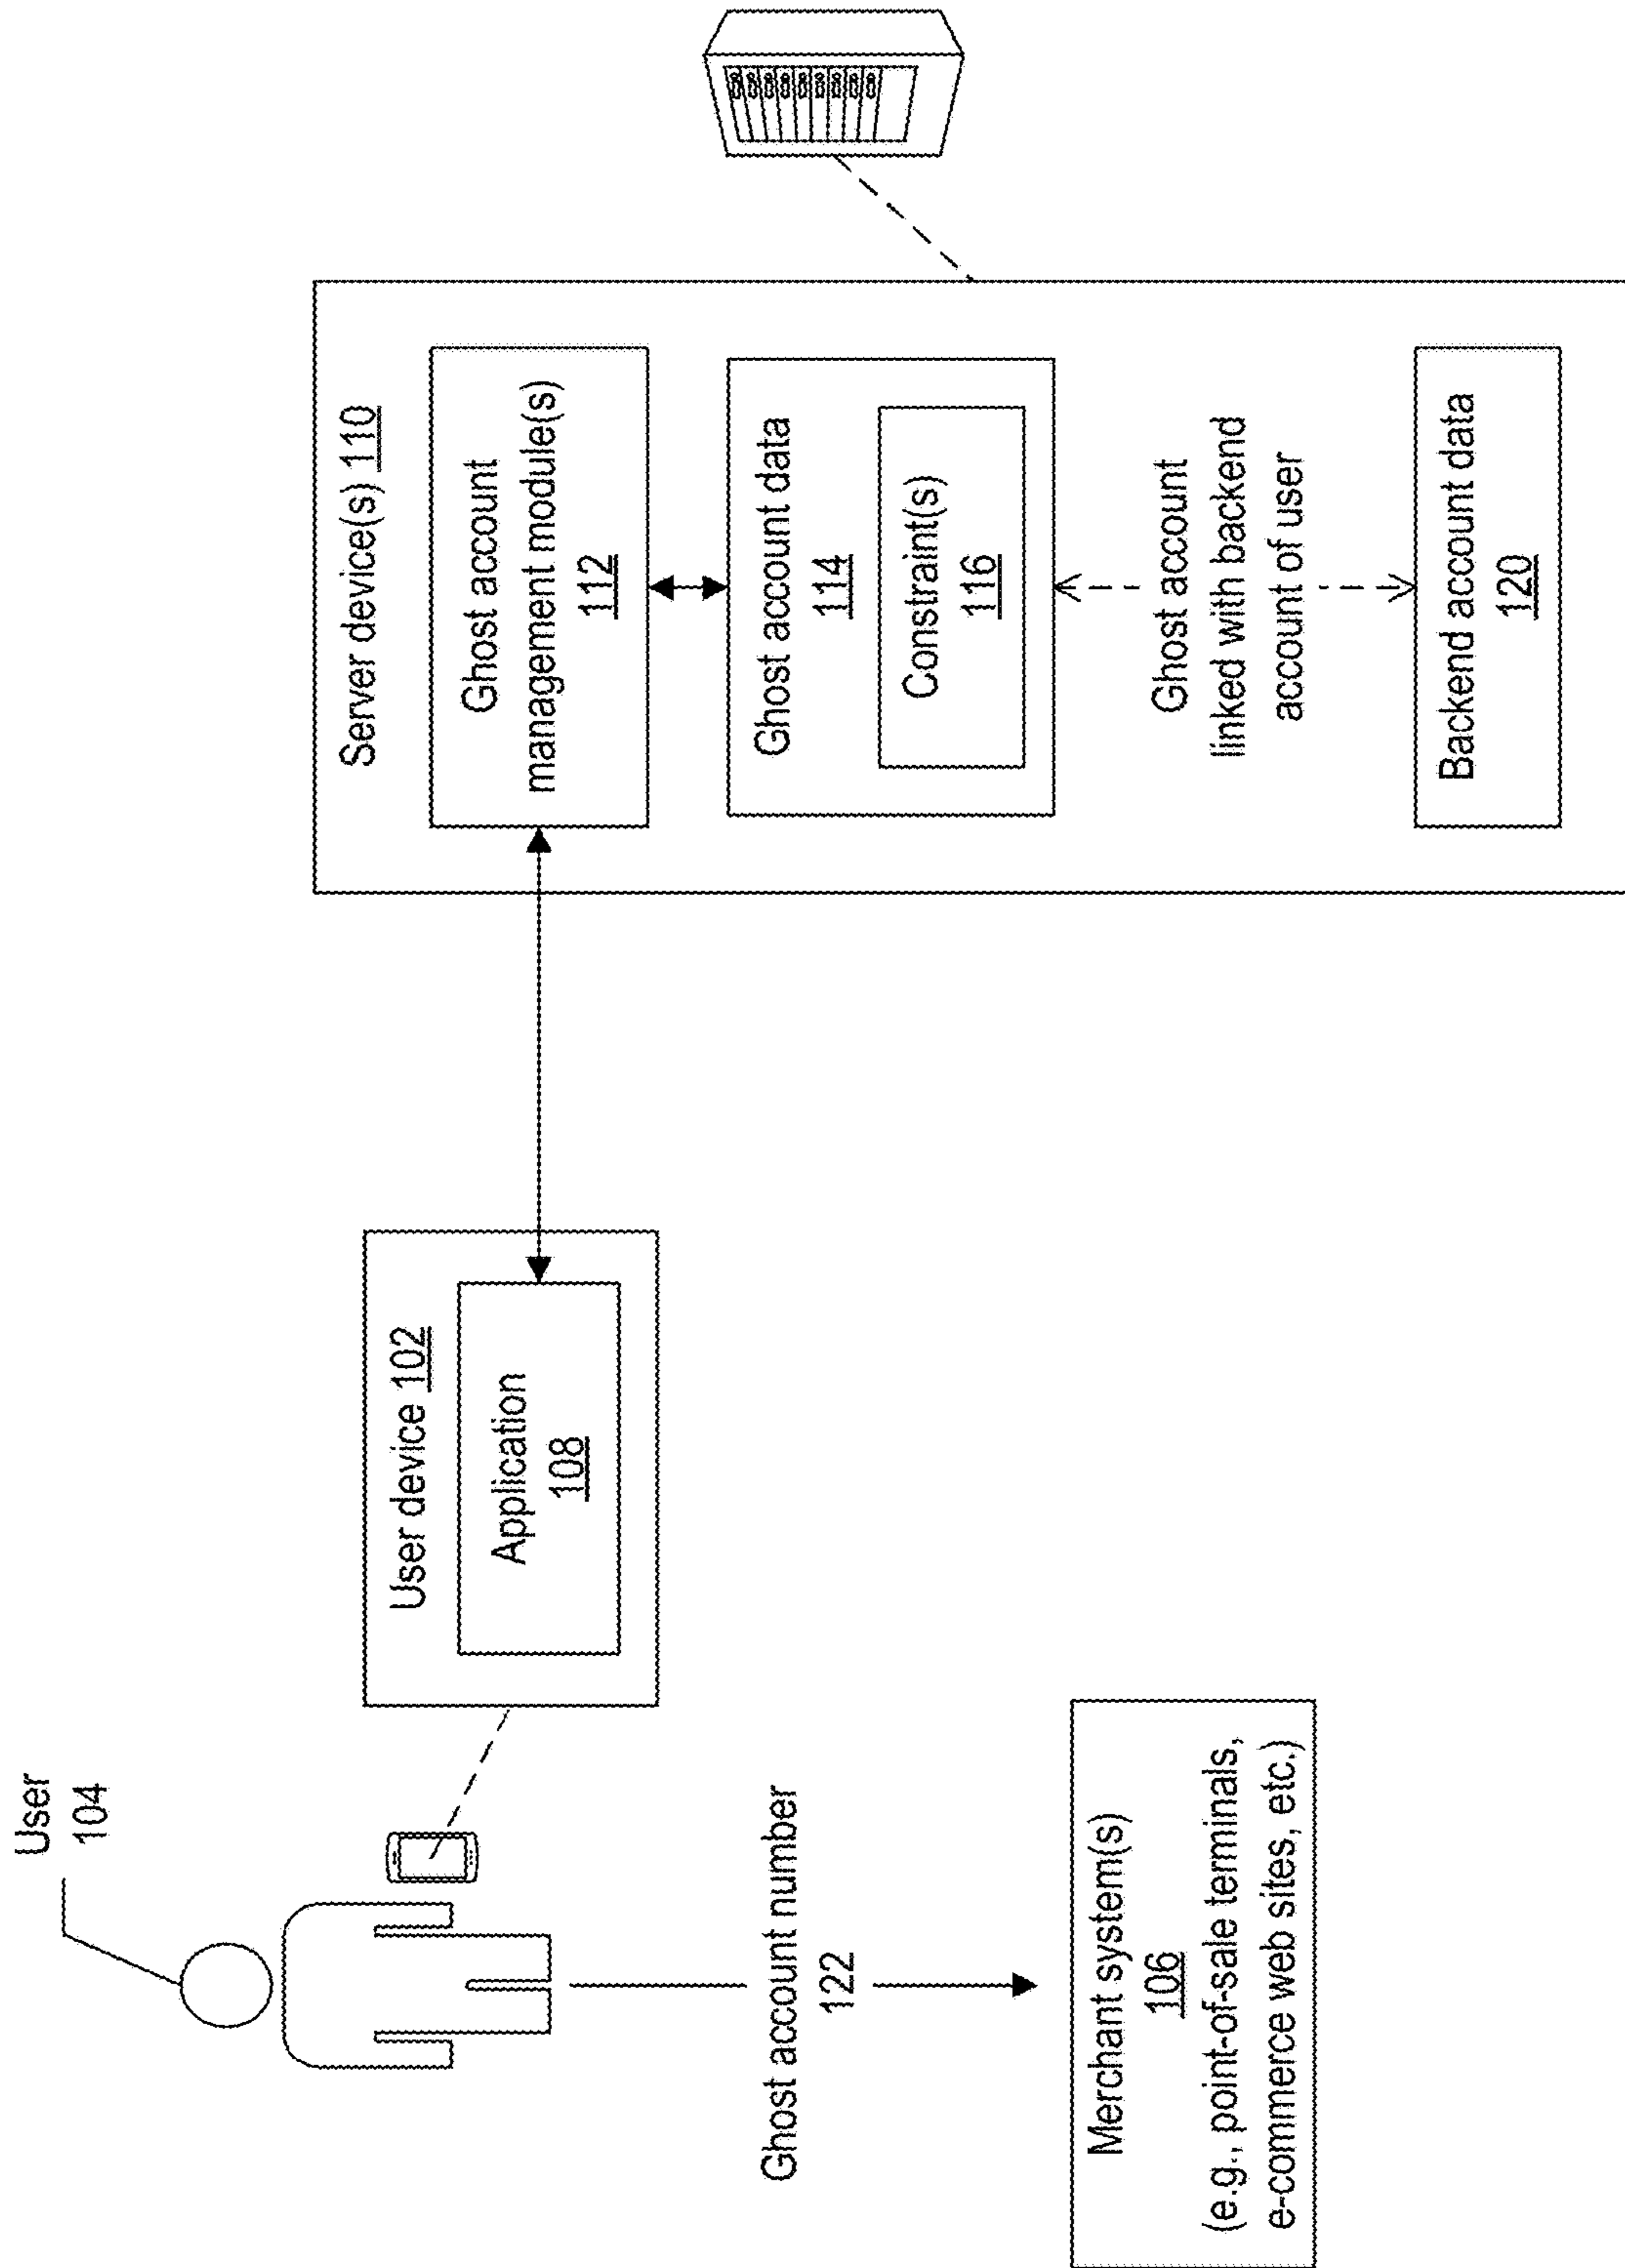 User
104
User device 102
Application
108
Ghost account number
122
Merchant system(s)
106
(e.g., point-of-sale terminals,
e-commerce web sites, etc.)
Server device(s) 110
Ghost account
management module(s)
112
Ghost account data
114
Constraint(s)
116
Ghost account
linked with backend
account of user
Backend account data
120